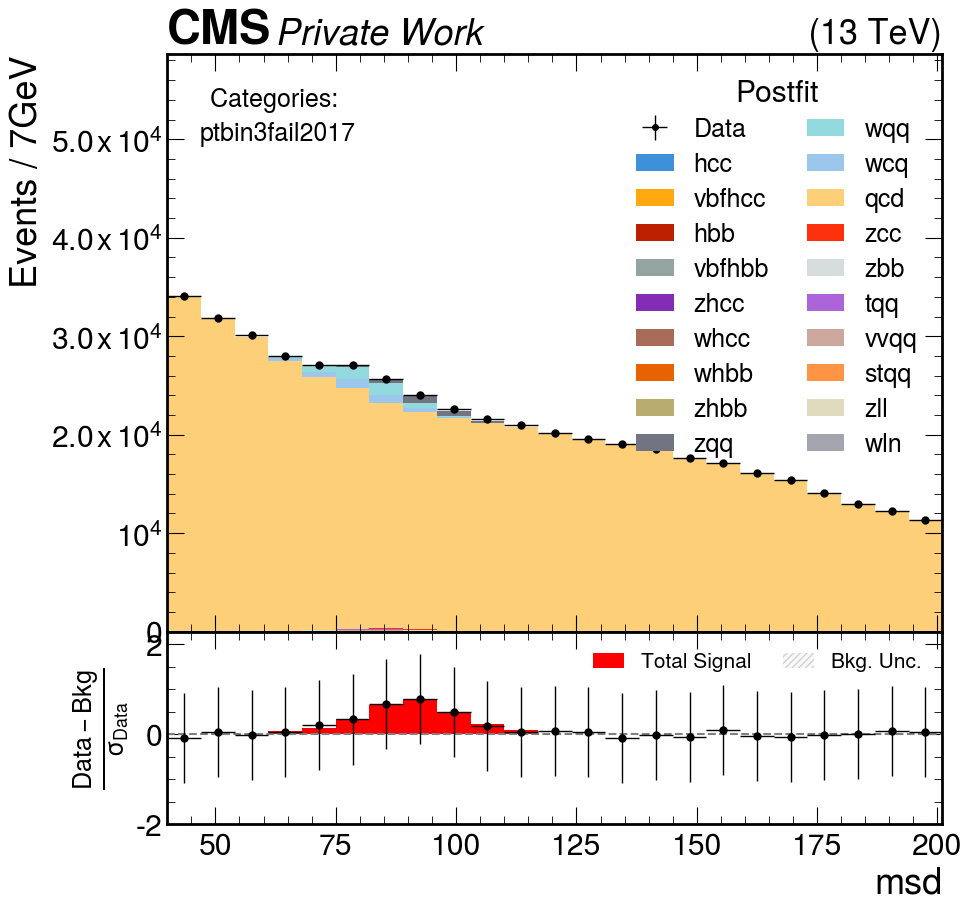 CMS Private Work (13 TeV)
Events / 7GeV
Categories:
ptbin3fail2017
Postfit
Data
hcc
vbfhcc
hbb
vbfhbb
zhcc
whcc
whbb
zhbb
zqq
wqq
wcq
qcd
zcc
zbb
tqq
vvqq
stqq
zll
wln
5.0 x 10⁴
4.0 x 10⁴
3.0 x 10⁴
2.0 x 10⁴
10⁴
0
Total Signal
Bkg. Unc.
Data – Bkg
σData
2
0
-2
50 75 100 125 150 175 200
msd